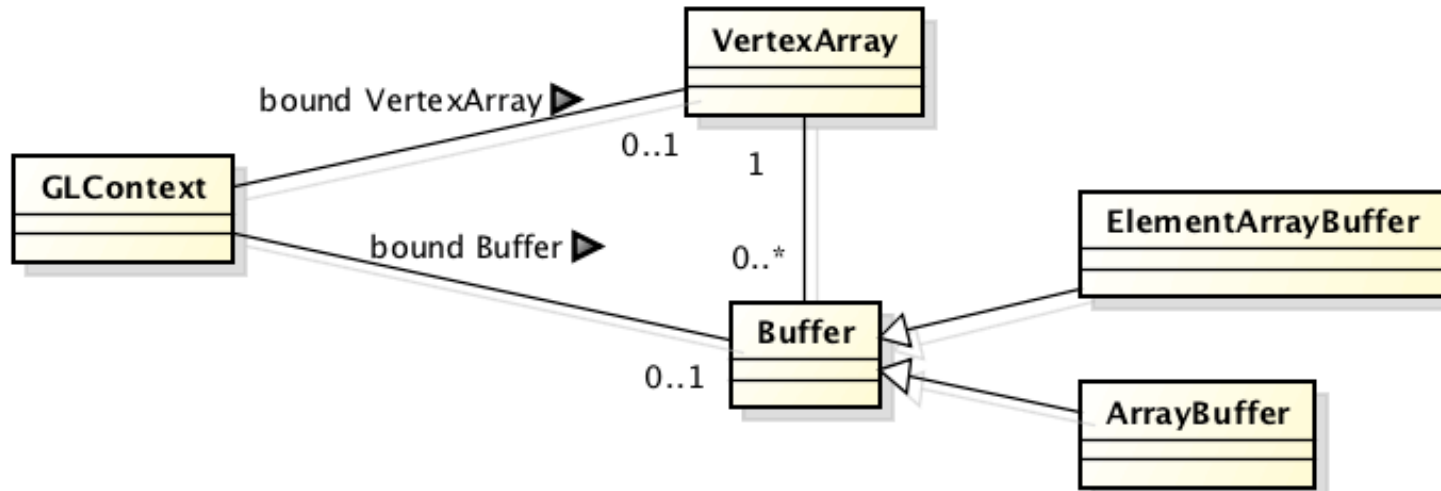 VertexArray
bound VertexArray
0..1
1
GLContext
ElementArrayBuffer
bound Buffer
0..*
Buffer
0..1
ArrayBuffer